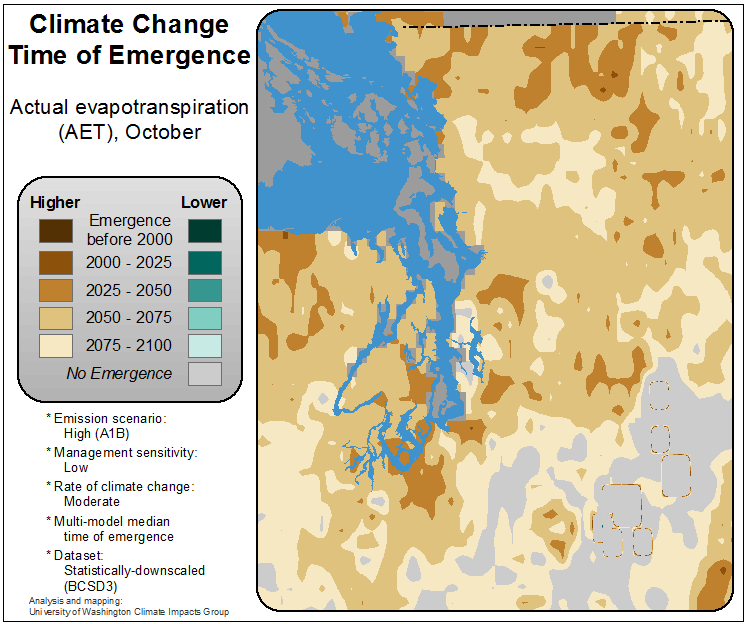 Climate Change
Time of Emergence
Actual evapotranspiration
(AET), October
Higher Lower
Emergence
before 2000
2000 - 2025
2025 - 2050
2050 - 2075
2075 - 2100
No Emergence
* Emission scenario:
High (A1B)
* Management sensitivity:
Low
* Rate of climate change:
Moderate
* Multi-model median
time of emergence
* Dataset:
Statistically-downscaled
(BCSD3)
Analysis and mapping:
University of Washington Climate Impacts Group